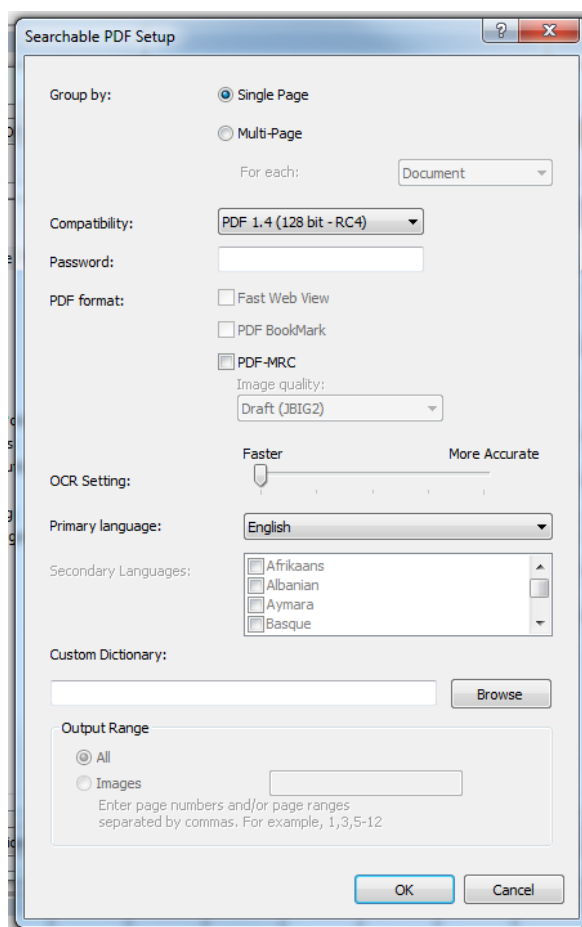 Searchable PDF Setup
Group by: Single Page
Multi-Page
For each: Document
Compatibility: PDF 1.4 (128 bit - RC4)
Password:
PDF format: Fast Web View
PDF BookMark
PDF-MRC
Image quality:
Draft (JBIG2)
Faster More Accurate
OCR Setting:
Primary language: English
Secondary Languages: Afrikaans
Albanian
Aymara
Basque
Custom Dictionary:
Browse
Output Range
All
Images
Enter page numbers and/or page ranges
separated by commas. For example, 1,3,5-12
OK Cancel